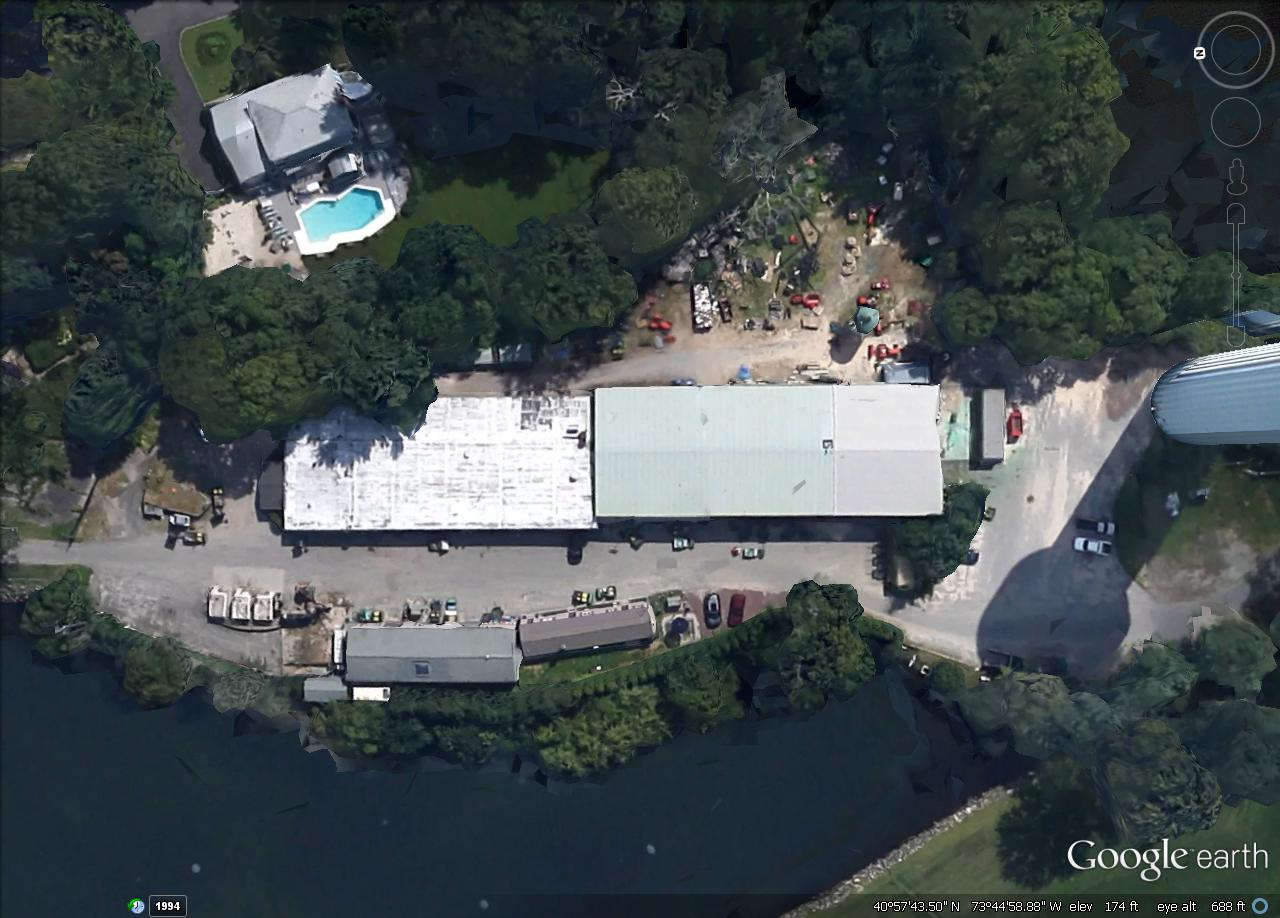 N
Google earth
1994
40°57'43.50" N 73°44'58.88" W elev 174 ft eye alt 688 ft